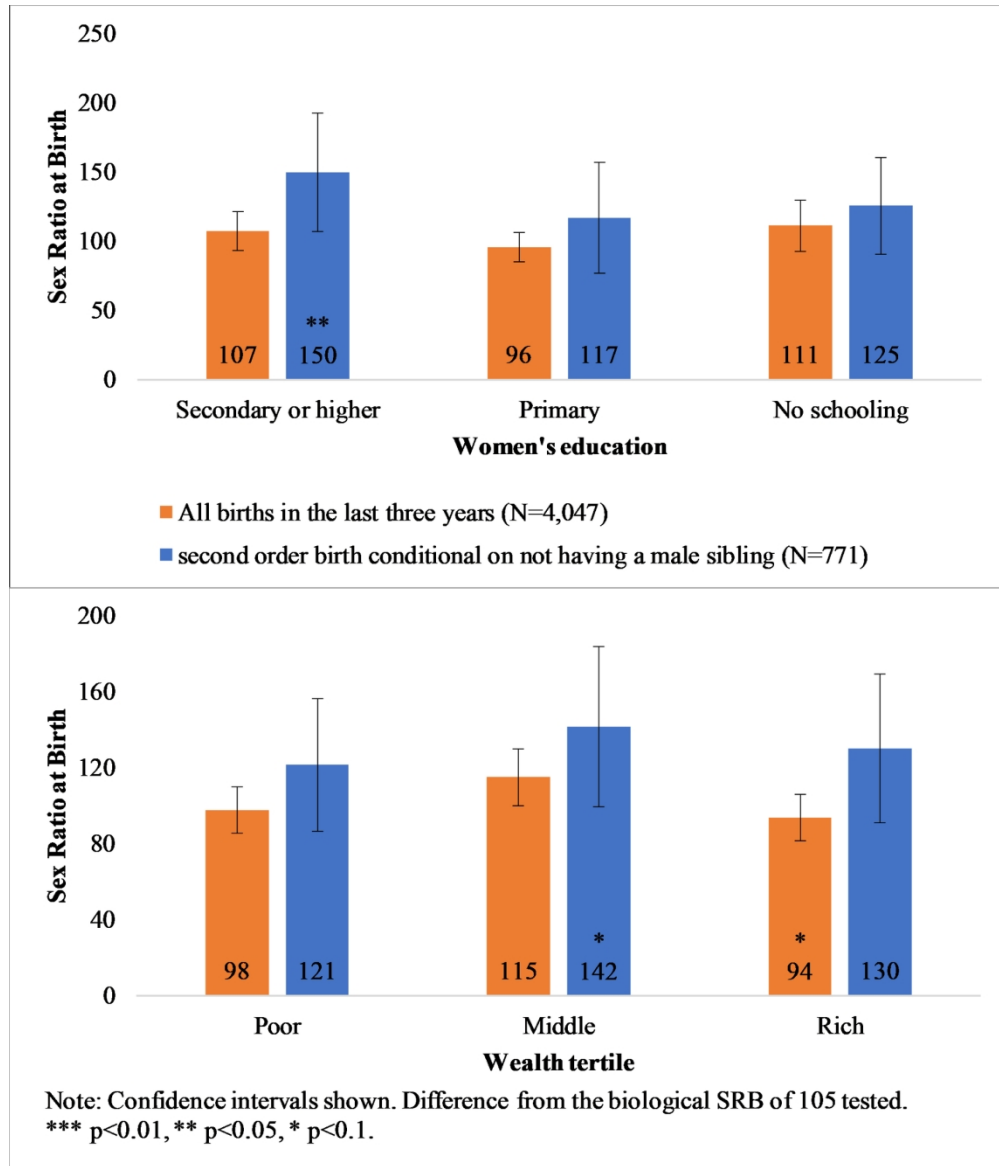 250
200
150
100
50
0
Sex Ratio at Birth
107
**
150
96
117
111
125
Secondary or higher
Primary
No schooling
Women's education
All births in the last three years (N=4,047)
second order birth conditional on not having a male sibling (N=771)
200
160
120
80
40
0
Sex Ratio at Birth
98
121
115
*
142
*
94
130
Poor
Middle
Rich
Wealth tertile
Note: Confidence intervals shown. Difference from the biological SRB of 105 tested.
*** p<0.01, ** p<0.05, * p<0.1.